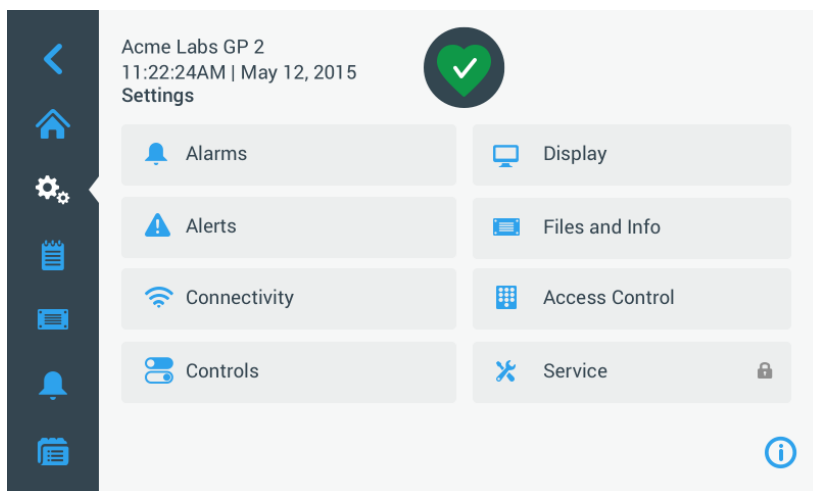 Acme Labs GP 2
11:22:24AM | May 12, 2015
Settings
Alarms
Display
Alerts
Files and Info
Connectivity
Access Control
Controls
Service